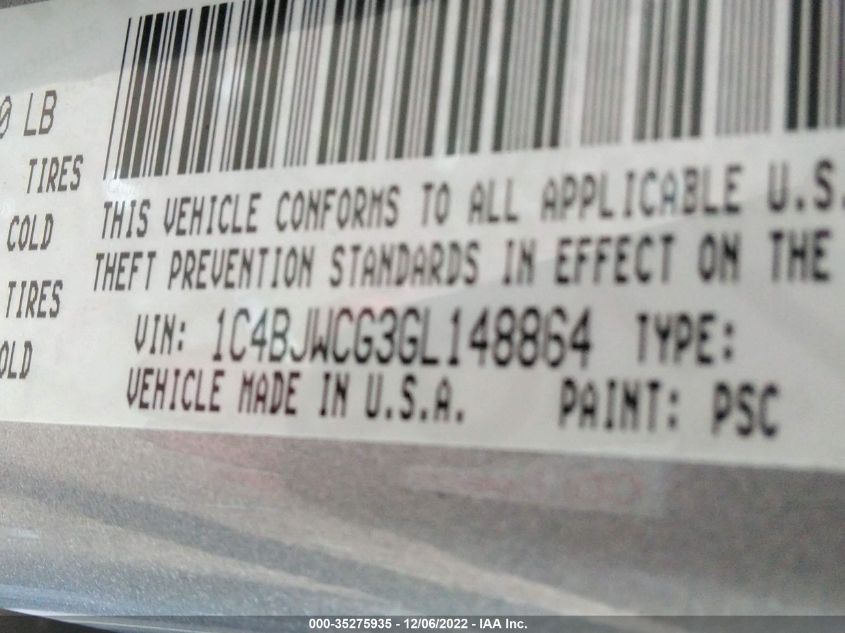 0 LB
TIRES
COLD
TIRES
OLD
THIS VEHICLE CONFORMS TO ALL APPLICABLE U.S.
THEFT PREVENTION STANDARDS IN EFFECT ON THE
VIN: 1C4BJWCG3GL148864 TYPE:
VEHICLE MADE IN U.S.A. PAINT: PSC
000-35275935 - 12/06/2022 - IAA Inc.